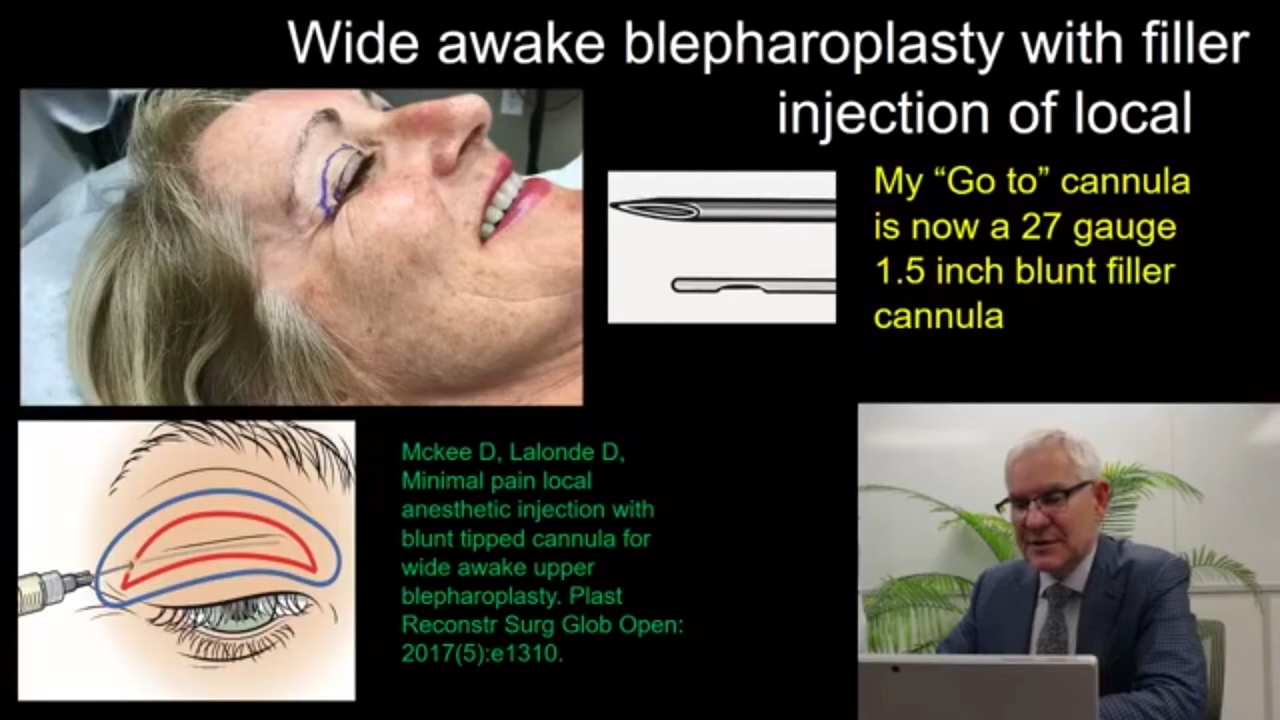 Wide awake blepharoplasty with filler
injection of local
My “Go to” cannula
is now a 27 gauge
1.5 inch blunt filler
cannula
Mckee D, Lalonde D,
Minimal pain local
anesthetic injection with
blunt tipped cannula for
wide awake upper
blepharoplasty. Plast
Reconstr Surg Glob Open:
2017(5):e1310.